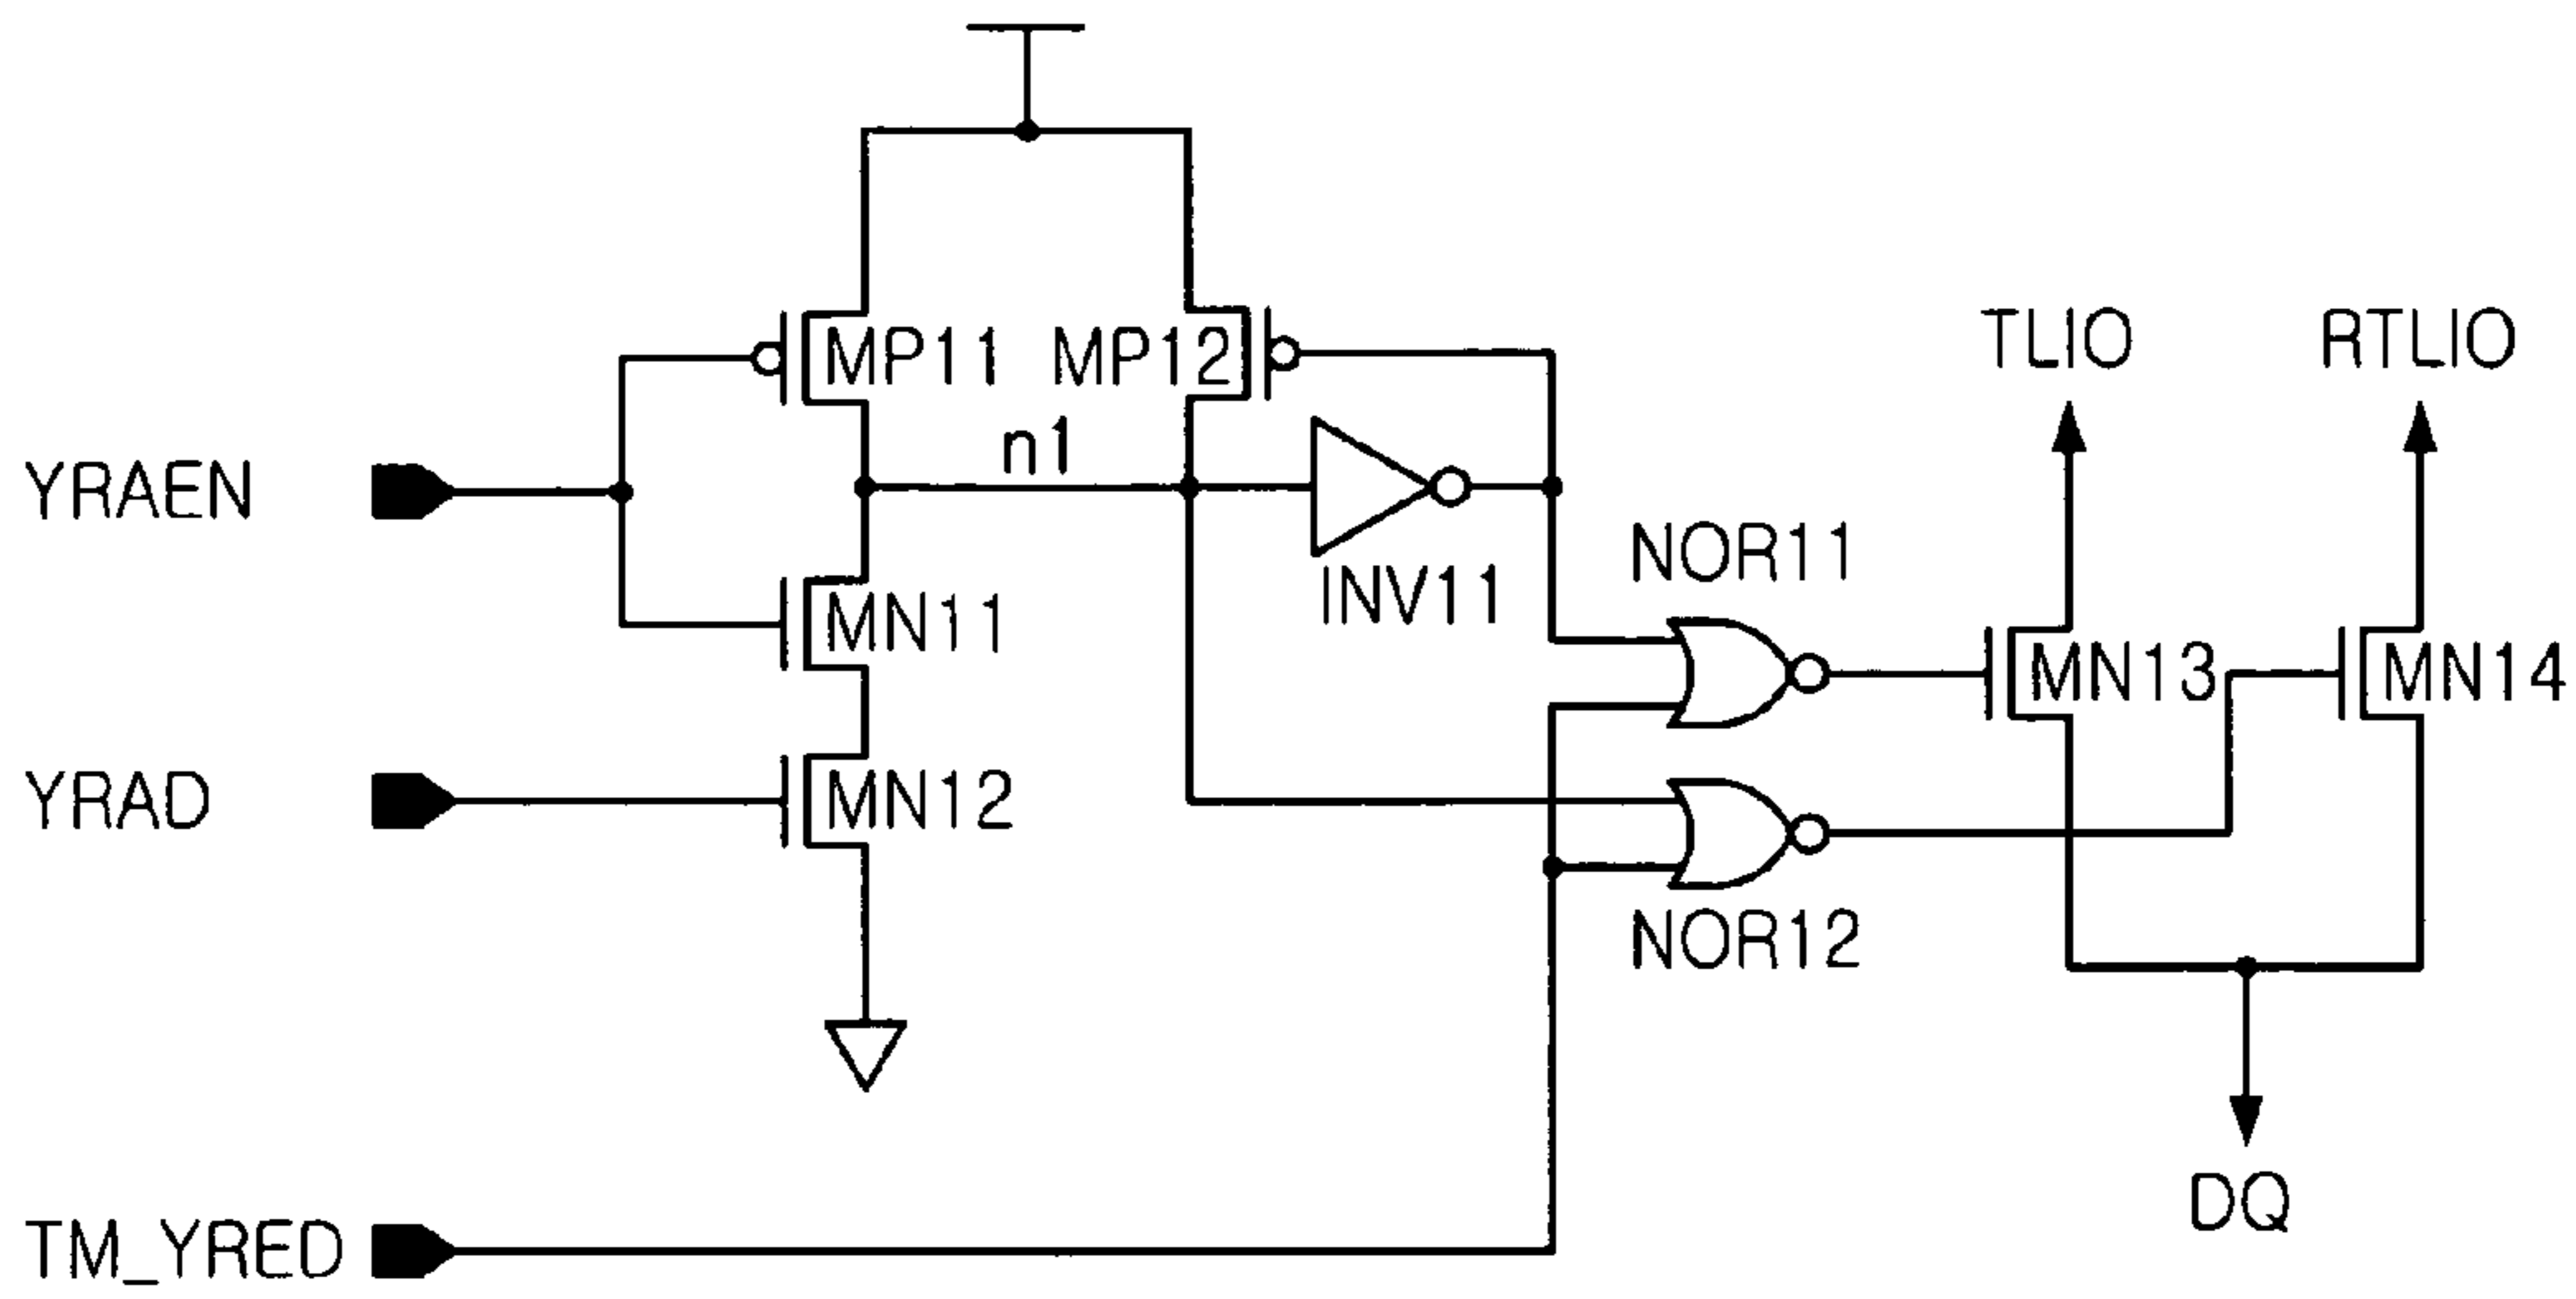 TLIO RTLIO
MP11 MP12
n1
YRAEN
NOR11
INV11
MN11
MN13 MN14
YRAD
MN12
NOR12
DQ
TM_YRED